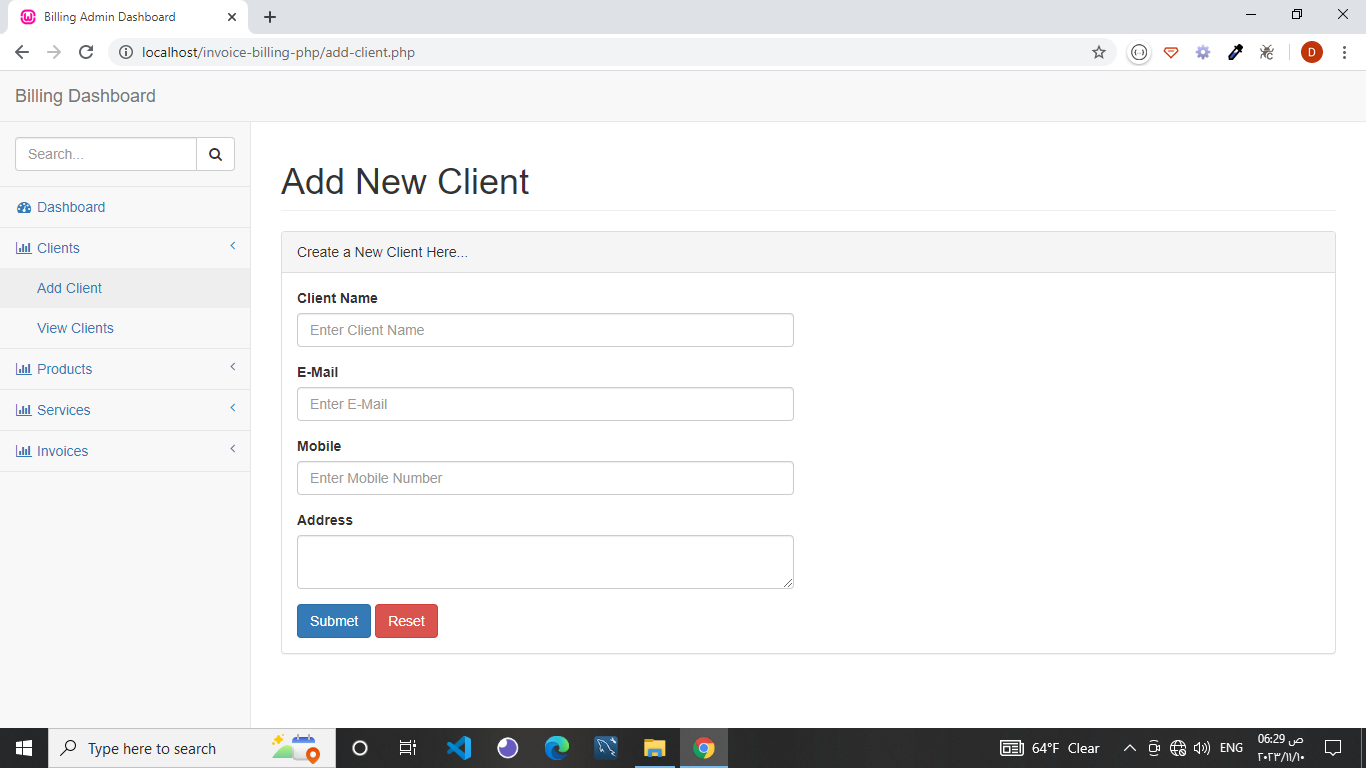 Billing Admin Dashboard
localhost/invoice-billing-php/add-client.php
D
Billing Dashboard
Search...
Dashboard
Clients
Add Client
View Clients
Products
Services
Invoices
Add New Client
Create a New Client Here...
Client Name
Enter Client Name
E-Mail
Enter E-Mail
Mobile
Enter Mobile Number
Address
Submet
Reset
Type here to search
64°F Clear
ENG
06:29 ص
٢٠٢٣/١١/١٠